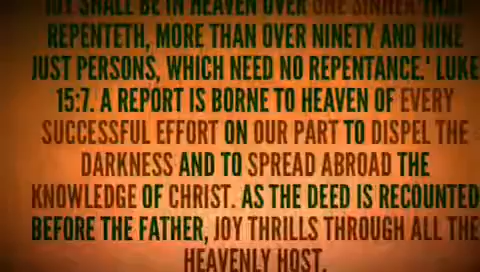 JOY SHALL BE IN HEAVEN OVER ONE SINNER THAT
REPENTETH, MORE THAN OVER NINETY AND NINE
JUST PERSONS, WHICH NEED NO REPENTANCE.' LUKE
15:7. A REPORT IS BORNE TO HEAVEN OF EVERY
SUCCESSFUL EFFORT ON OUR PART TO DISPEL THE
DARKNESS AND TO SPREAD ABROAD THE
KNOWLEDGE OF CHRIST. AS THE DEED IS RECOUNTED
BEFORE THE FATHER, JOY THRILLS THROUGH ALL THE
HEAVENLY HOST.